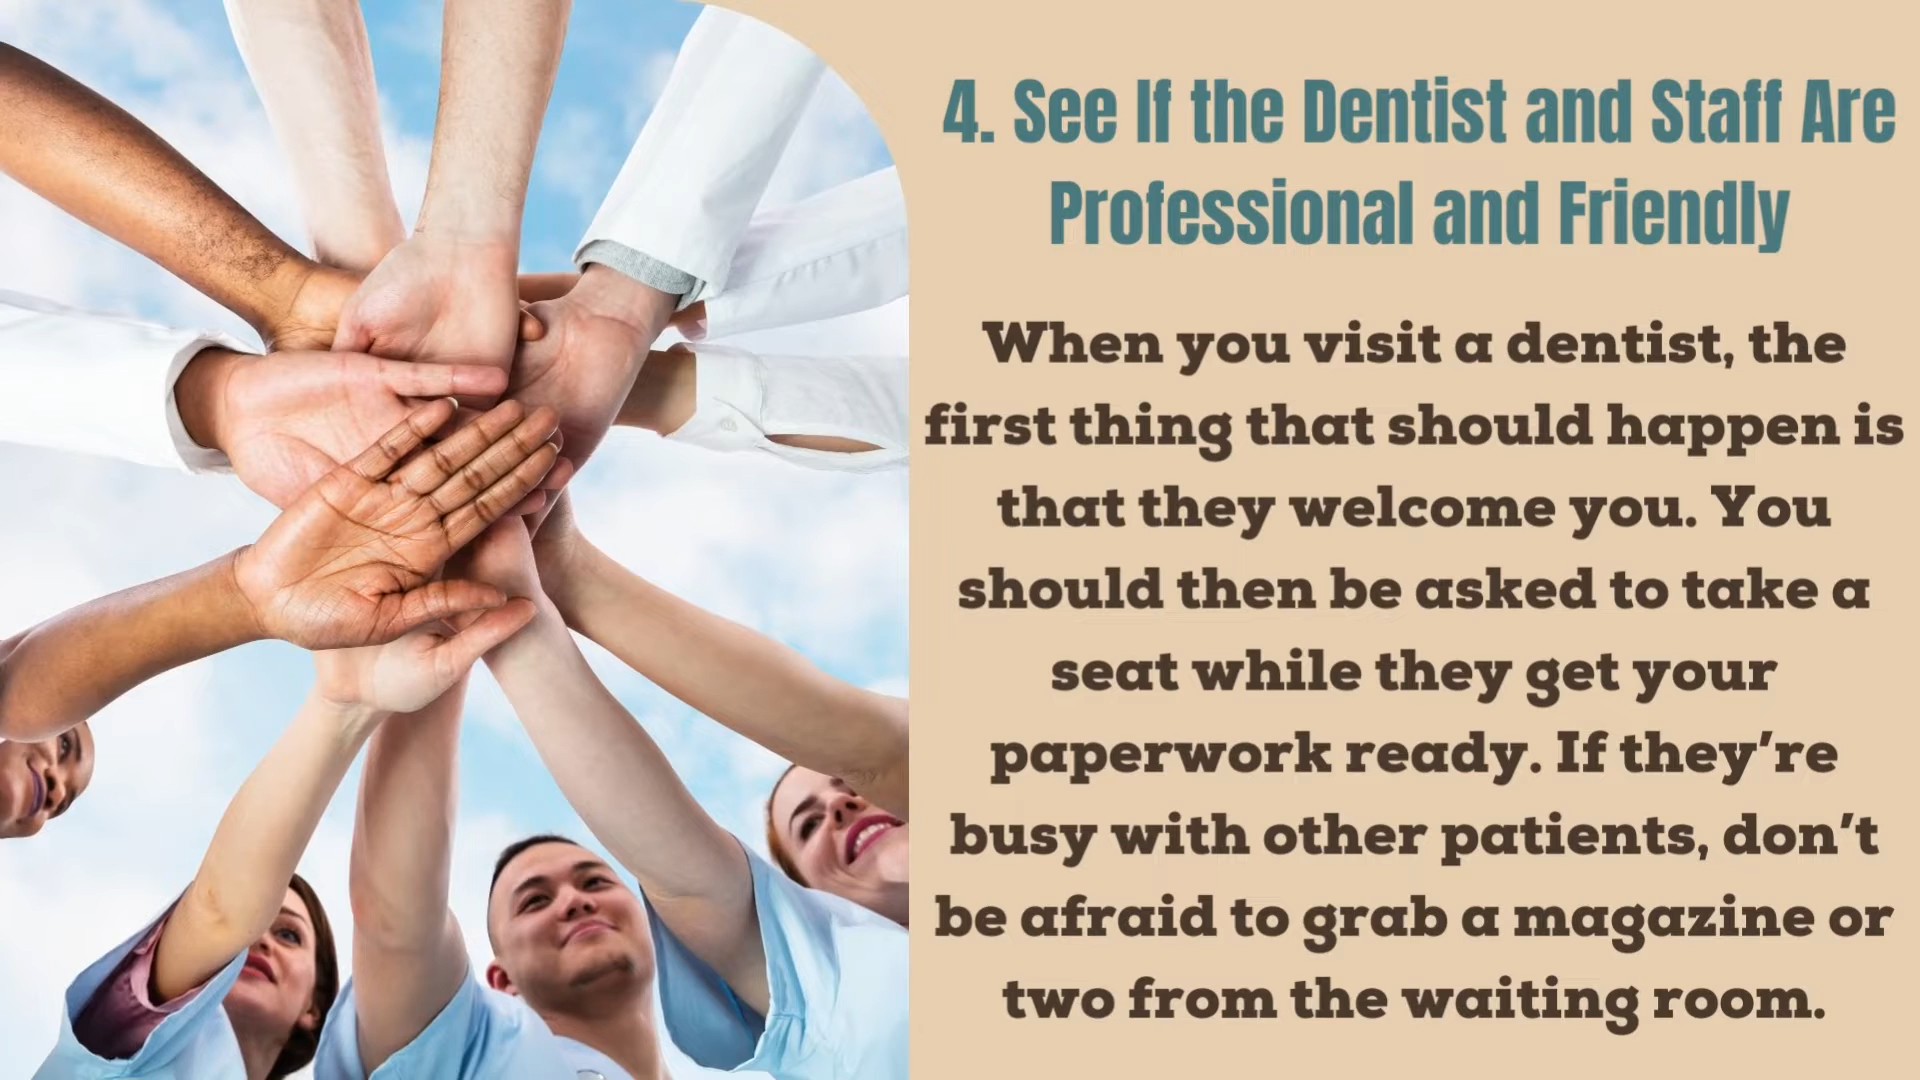 4. See If the Dentist and Staff Are
Professional and Friendly
When you visit a dentist, the
first thing that should happen is
that they welcome you. You
should then be asked to take a
seat while they get your
paperwork ready. If they’re
busy with other patients, don’t
be afraid to grab a magazine or
two from the waiting room.